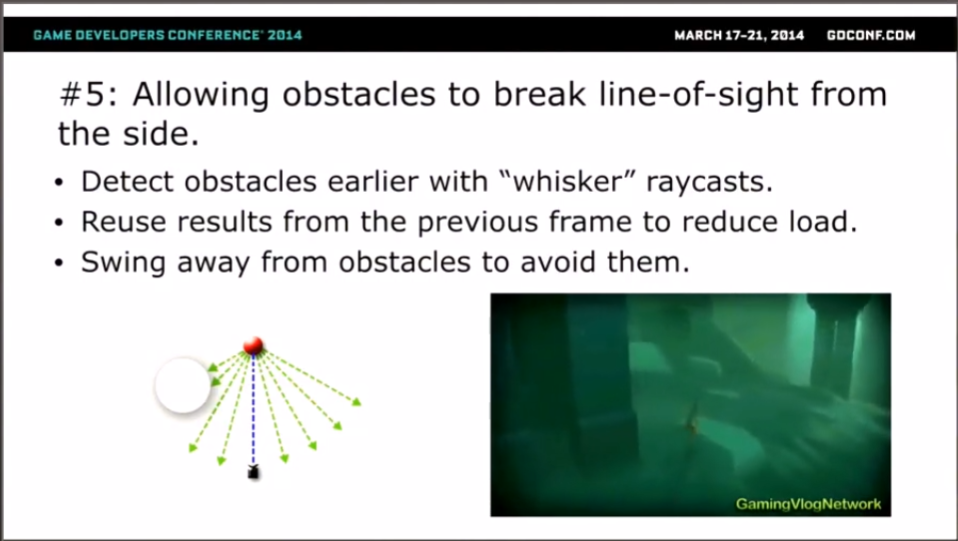 GAME DEVELOPERS CONFERENCE® 2014
MARCH 17–21, 2014 GDCONF.COM
#5: Allowing obstacles to break line-of-sight from
the side.
• Detect obstacles earlier with “whisker” raycasts.
• Reuse results from the previous frame to reduce load.
• Swing away from obstacles to avoid them.
GamingVlogNetwork